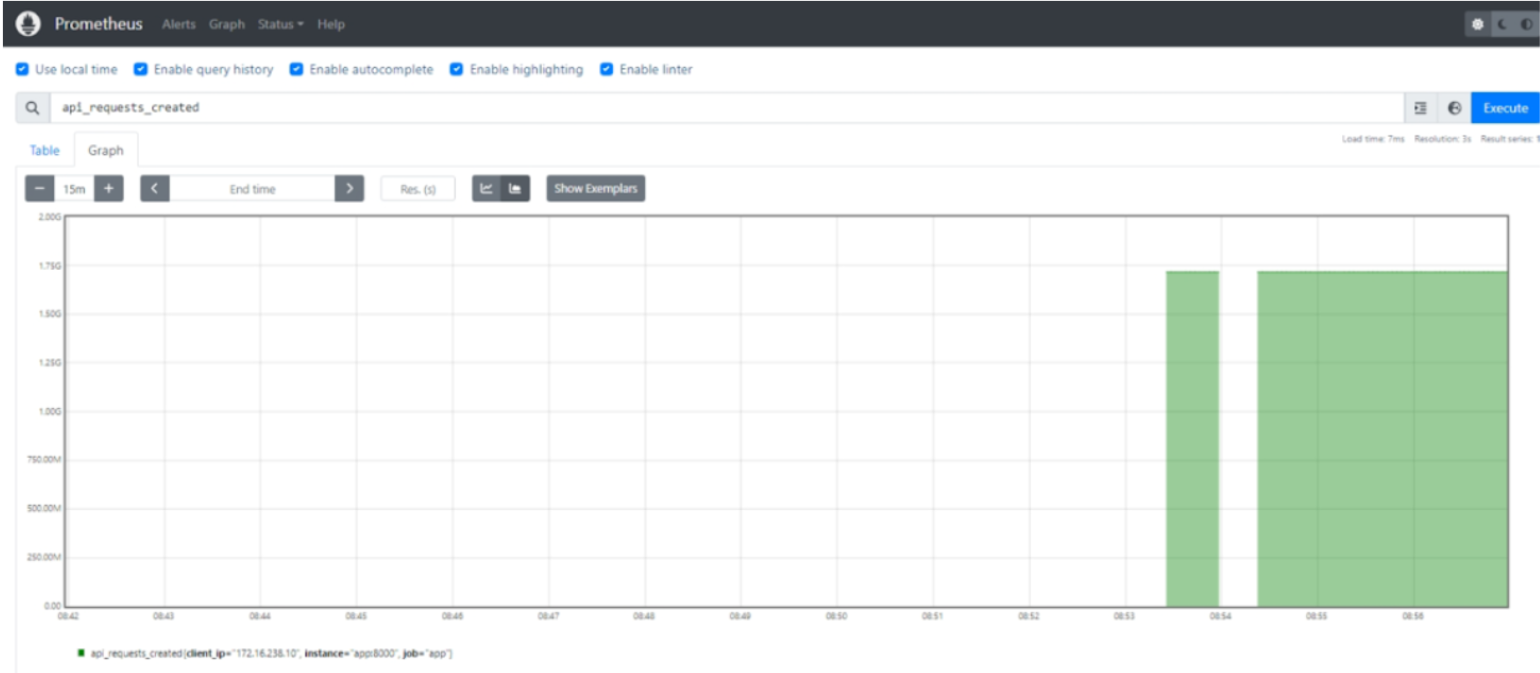 Prometheus Alerts Graph Status Help
Use local time Enable query history Enable autocomplete Enable highlighting Enable linter
api_requests_created Execute
Load time: 7ms Resolution: 3s Result series: 1
Table Graph
15m End time Res. (s) Show Exemplars
2.00G
1.75G
1.50G
1.25G
1.00G
750.00M
500.00M
250.00M
0.00
08:42 08:43 08:44 08:45 08:46 08:47 08:48 08:49 08:50 08:51 08:52 08:53 08:54 08:55 08:56
api_requests_created{client_ip="172.16.238.10", instance="app:8000", job="app"}